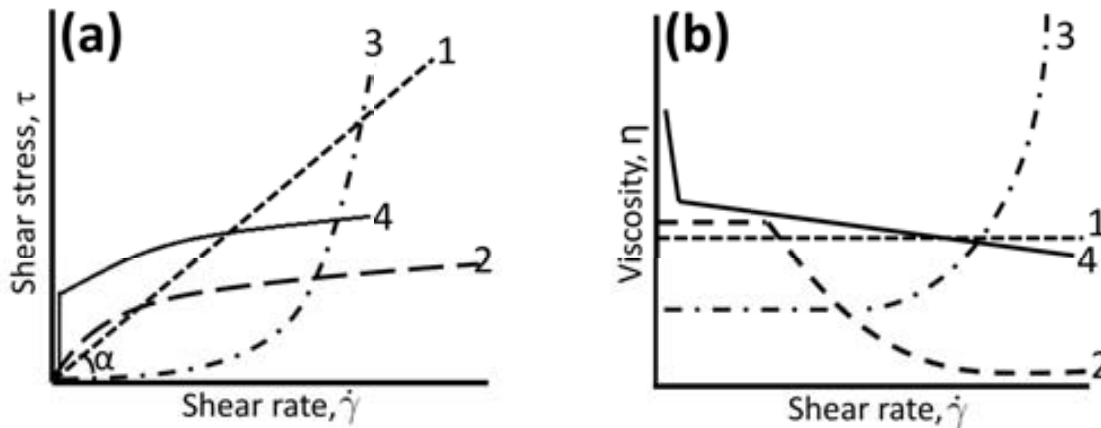 (a)
3
1
4
2
α
Shear stress, τ
Shear rate, γ̇
(b)
3
1
4
2
Viscosity, η
Shear rate, γ̇